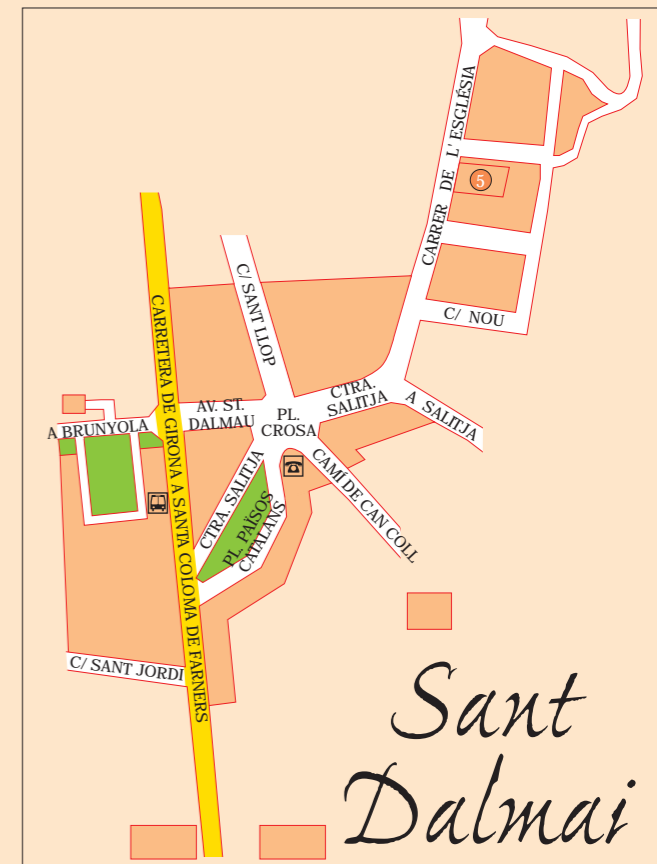 CARRER DE L' ESGLÉSIA
5
C/ NOU
C/ SANT LLOP
CARRETERA DE GIRONA A SANTA COLOMA DE FARNERS
AV. ST.
DALMAU
PL.
CROSA
CTRA.
SALITJA
A SALITJA
A BRUNYOLA
CTRA. SALITJA
PL. PAÏSOS
CATALANS
CAMÍ DE CAN COLL
C/ SANT JORDI
Sant
Dalmai